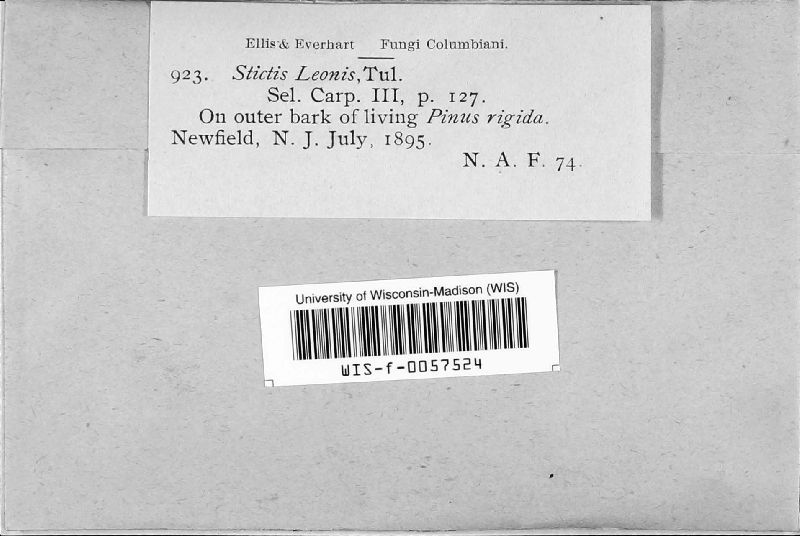 Ellis & Everhart Fungi Columbiani.
923. Stictis Leonis, Tul.
Sel. Carp. III, p. 127.
On outer bark of living Pinus rigida.
Newfield, N. J. July, 1895.
N. A. F. 74.
University of Wisconsin-Madison (WIS)
WIS-f-0057524